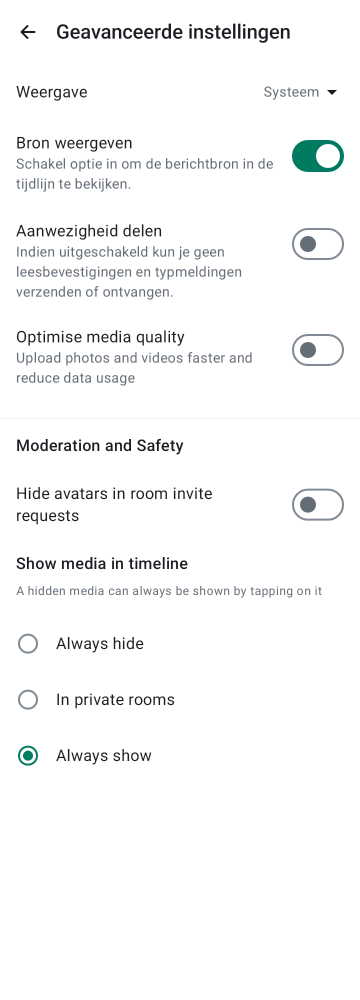 Geavanceerde instellingen
Weergave
Systeem
Bron weergeven
Schakel optie in om de berichtbron in de
tijdlijn te bekijken.
Aanwezigheid delen
Indien uitgeschakeld kun je geen
leesbevestigingen en typmeldingen
verzenden of ontvangen.
Optimise media quality
Upload photos and videos faster and
reduce data usage
Moderation and Safety
Hide avatars in room invite
requests
Show media in timeline
A hidden media can always be shown by tapping on it
Always hide
In private rooms
Always show